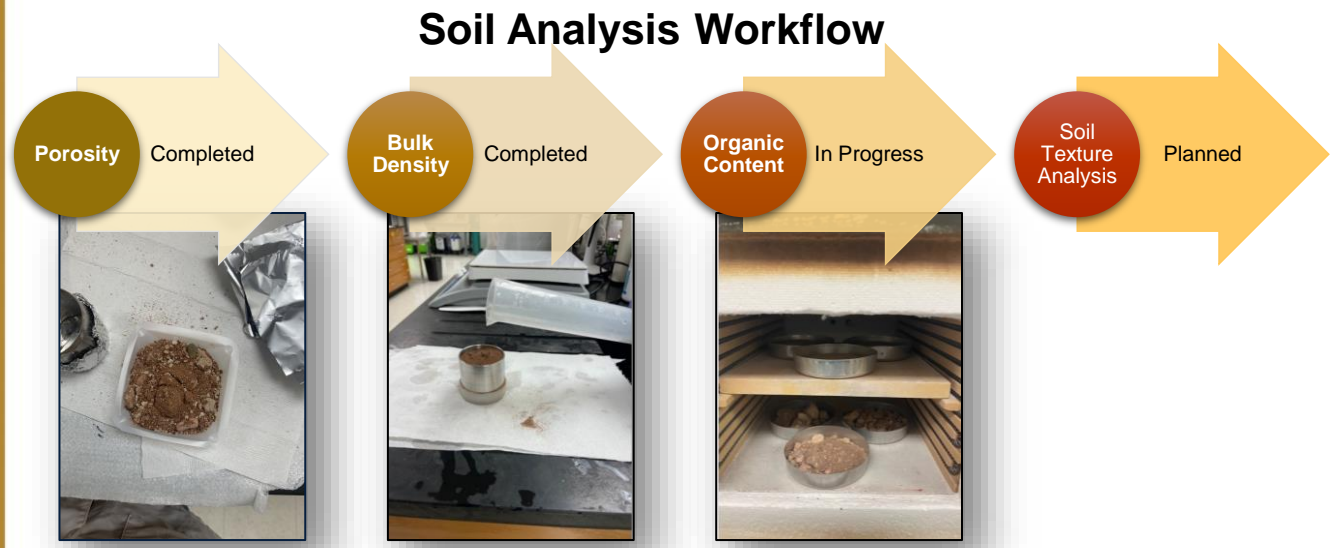 Soil Analysis Workflow
Porosity
Completed
Bulk
Density
Completed
Organic
Content
In Progress
Soil
Texture
Analysis
Planned